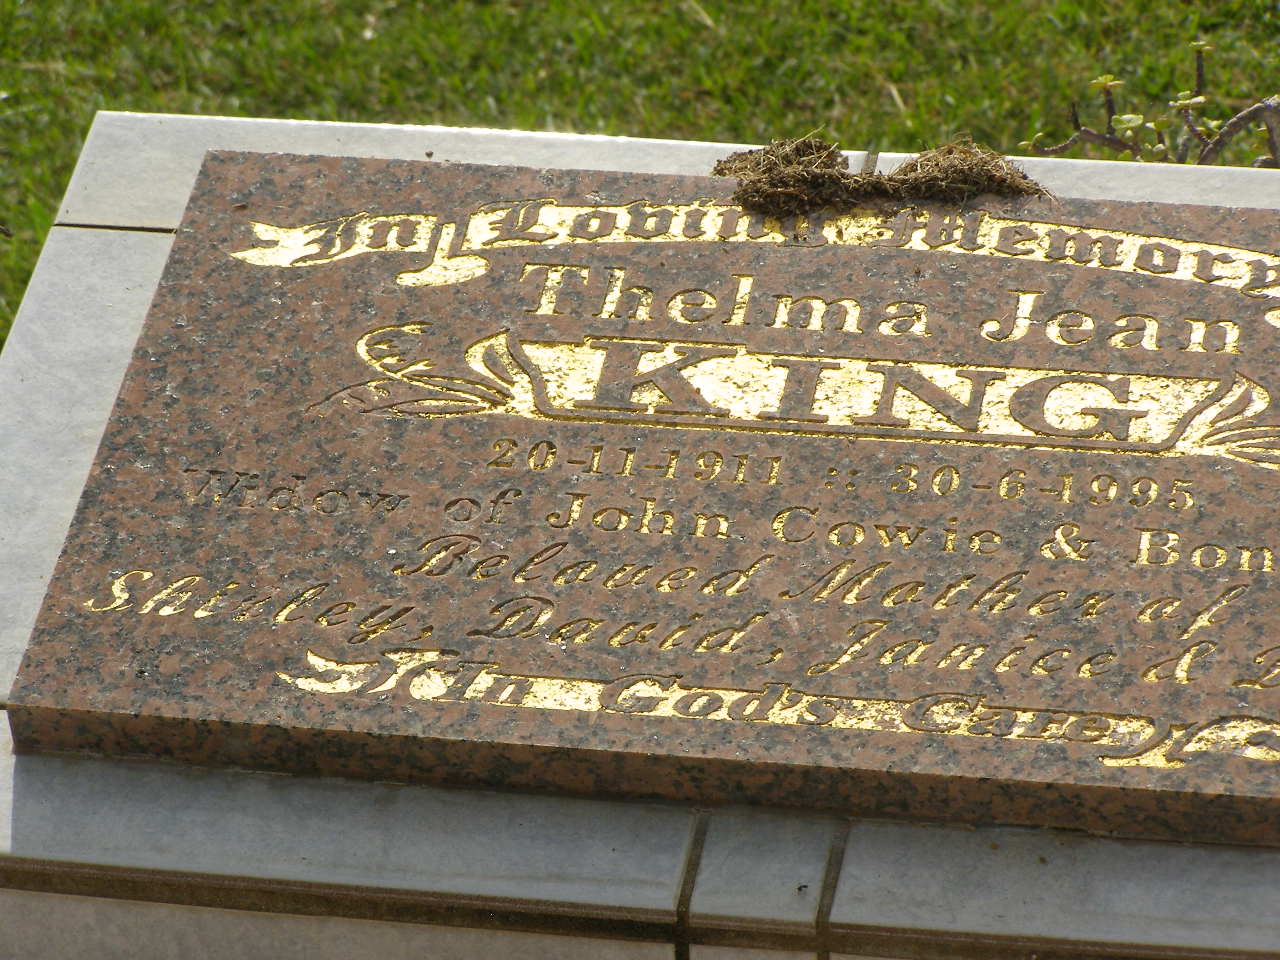 In Loving Memory
Thelma Jean
KING
20-11-1911 :: 30-6-1995
Widow of John Cowie & Bon
Beloved Mother of
Shirley, David, Janice &
In God's Care